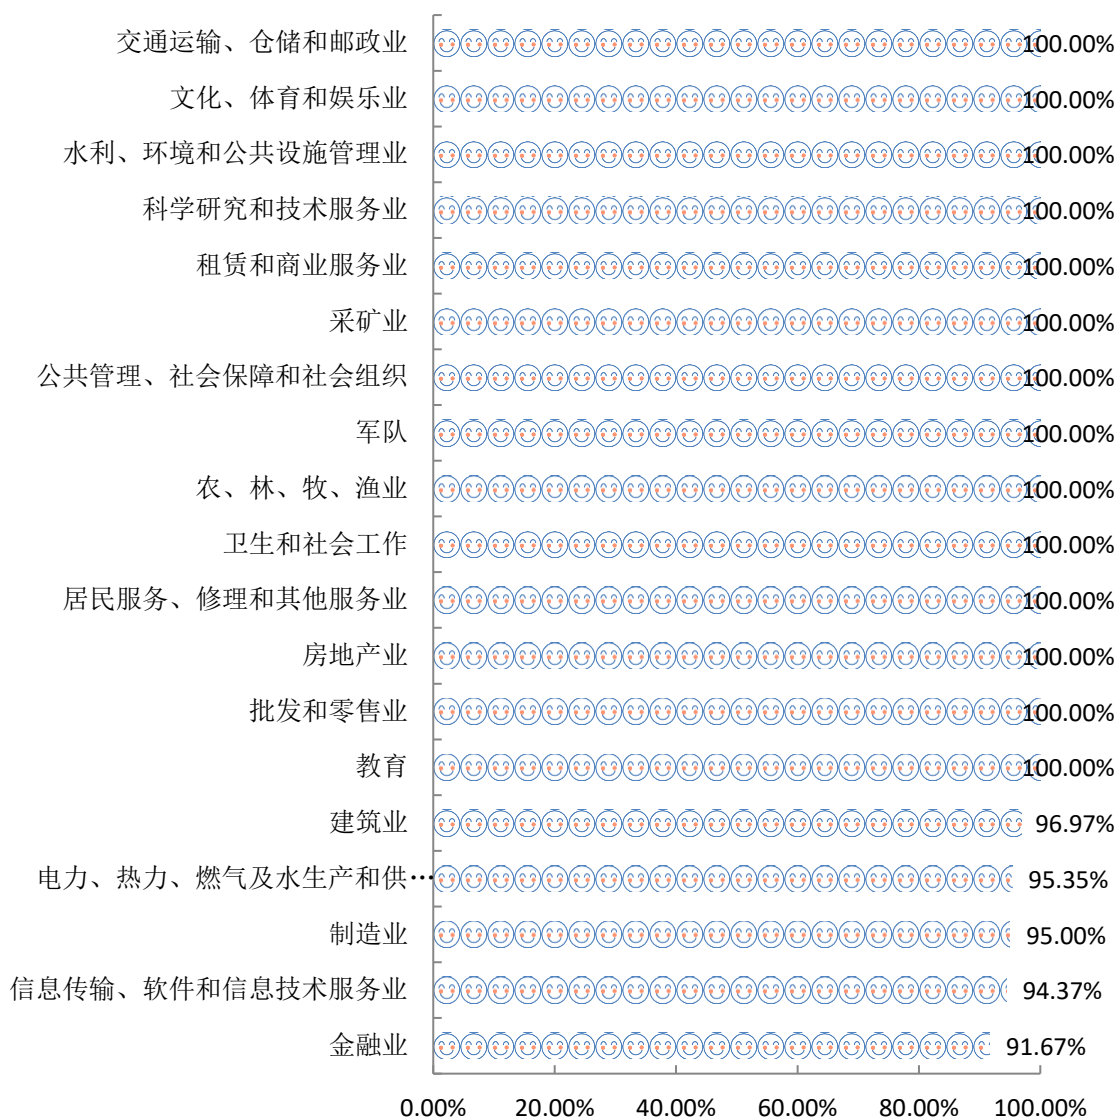 交通运输、仓储和邮政业 100.00%
文化、体育和娱乐业 100.00%
水利、环境和公共设施管理业 100.00%
科学研究和技术服务业 100.00%
租赁和商业服务业 100.00%
采矿业 100.00%
公共管理、社会保障和社会组织 100.00%
军队 100.00%
农、林、牧、渔业 100.00%
卫生和社会工作 100.00%
居民服务、修理和其他服务业 100.00%
房地产业 100.00%
批发和零售业 100.00%
教育 100.00%
建筑业 96.97%
电力、热力、燃气及水生产和供… 95.35%
制造业 95.00%
信息传输、软件和信息技术服务业 94.37%
金融业 91.67%
0.00% 20.00% 40.00% 60.00% 80.00% 100.00%